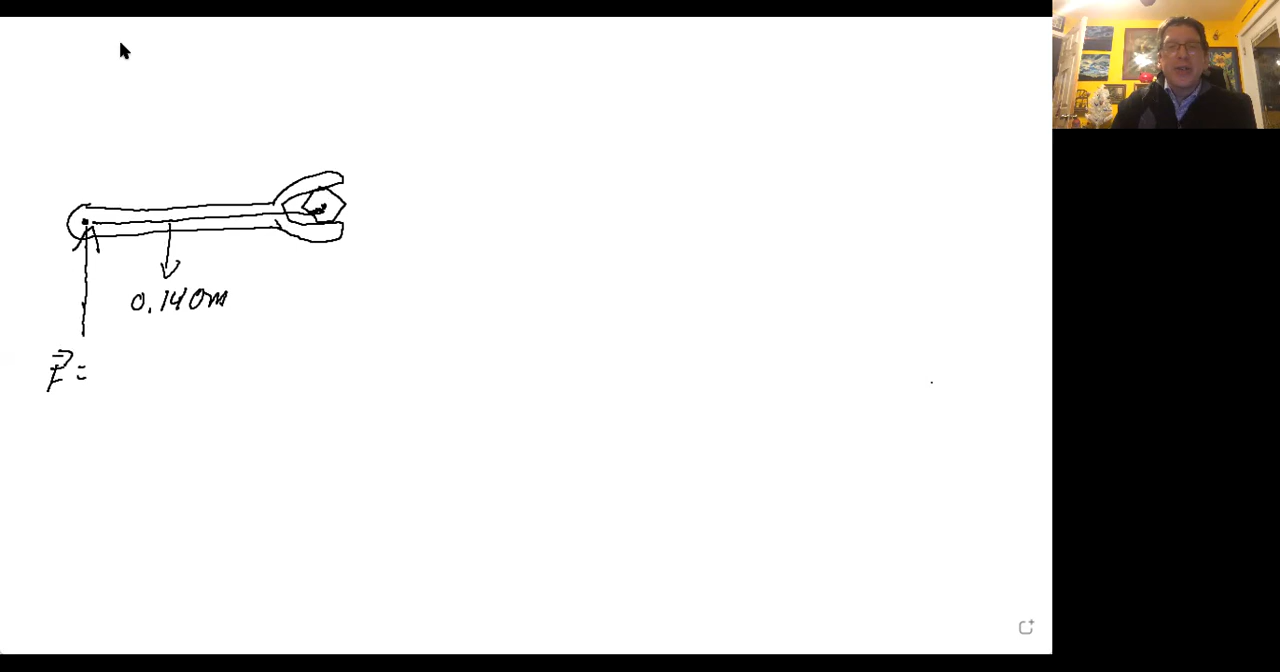 0.140m
F⃗ =